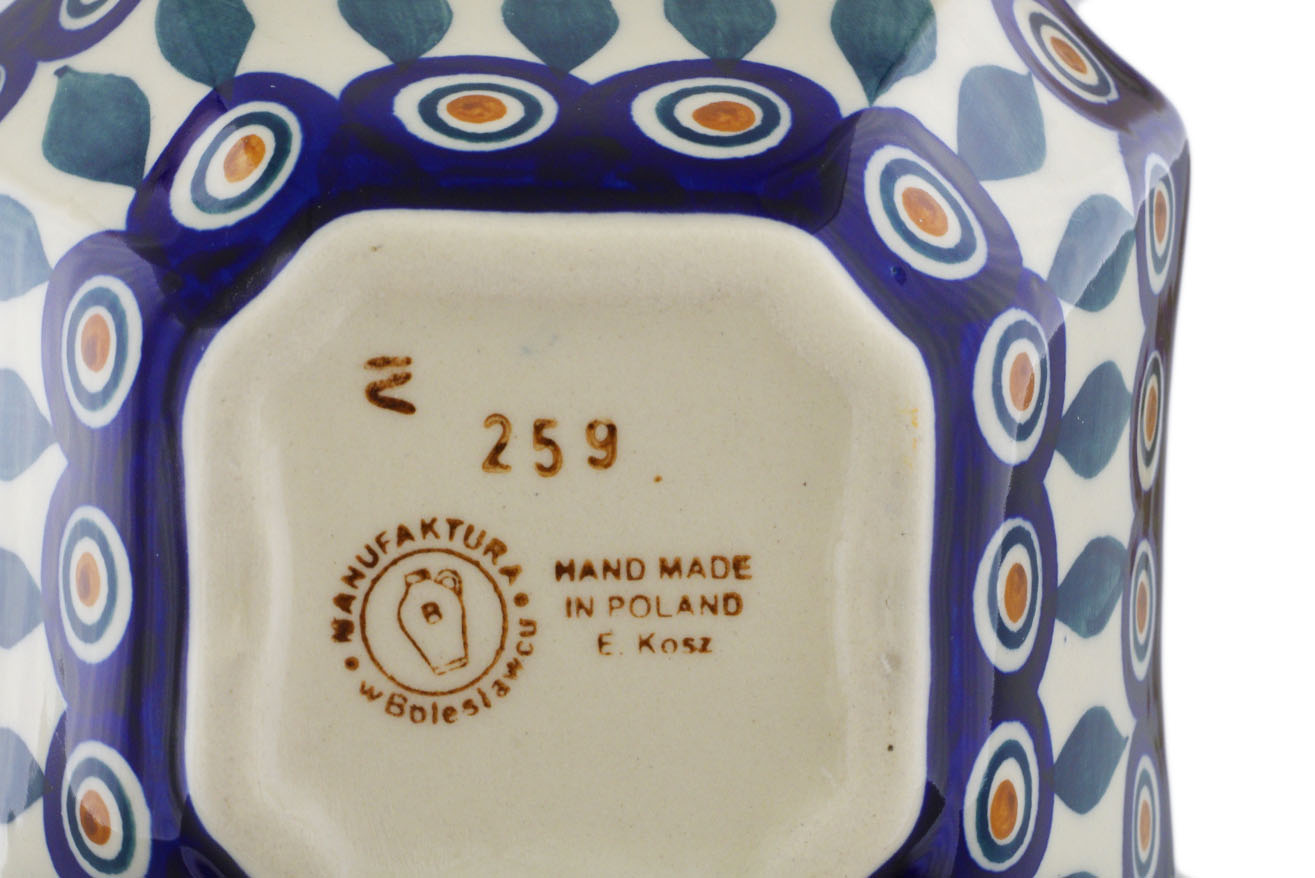 259
MANUFAKTURA
w Bolesławcu
B
HAND MADE
IN POLAND
E. Kosz